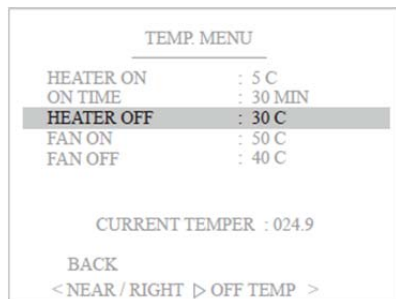 TEMP. MENU
HEATER ON : 5 C
ON TIME : 30 MIN
HEATER OFF : 30 C
FAN ON : 50 C
FAN OFF : 40 C
CURRENT TEMPER : 024.9
BACK
< NEAR / RIGHT ▷ OFF TEMP >